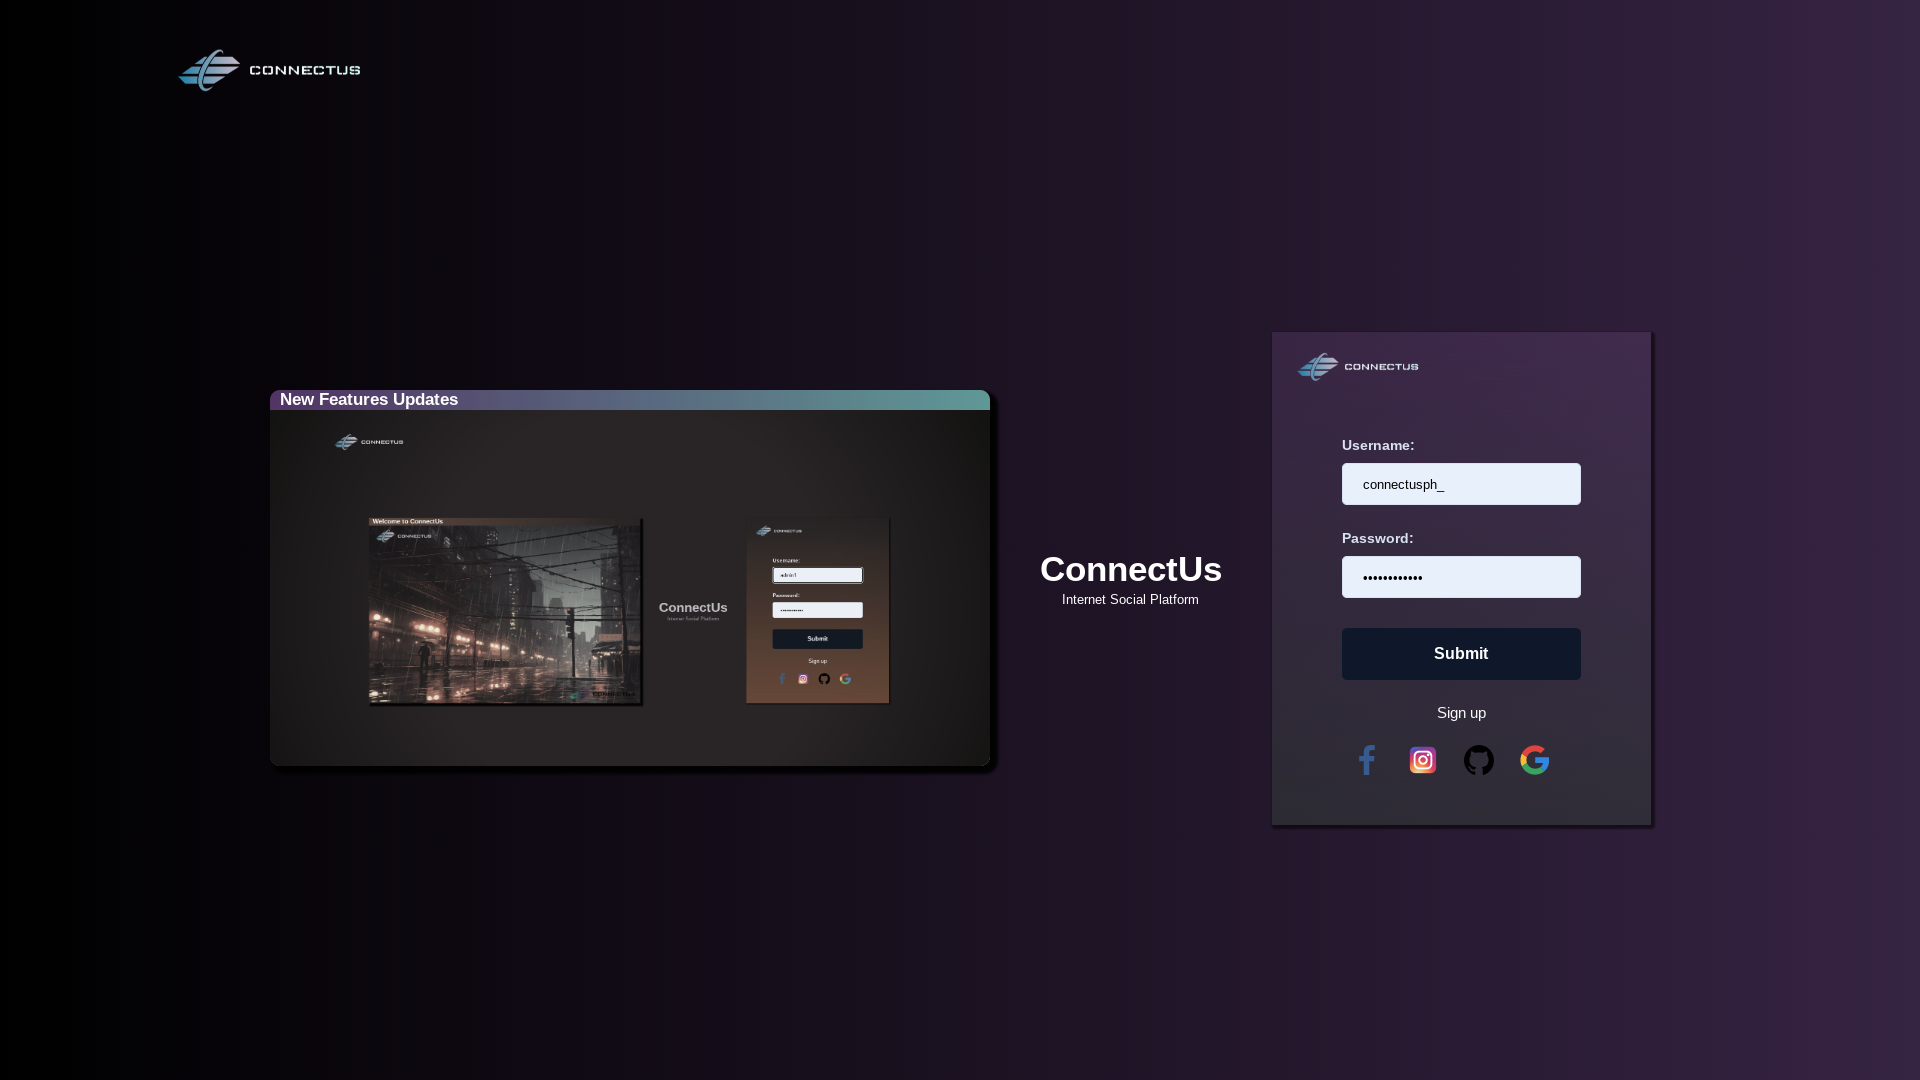 CONNECTUS
New Features Updates
CONNECTUS
Welcome to ConnectUs
CONNECTUS
ConnectUs
Internet Social Platform
CONNECTUS
Username:
admin1
Password:
••••••••••••
Submit
Sign up
ConnectUs
Internet Social Platform
CONNECTUS
Username:
connectusph_
Password:
••••••••••••
Submit
Sign up